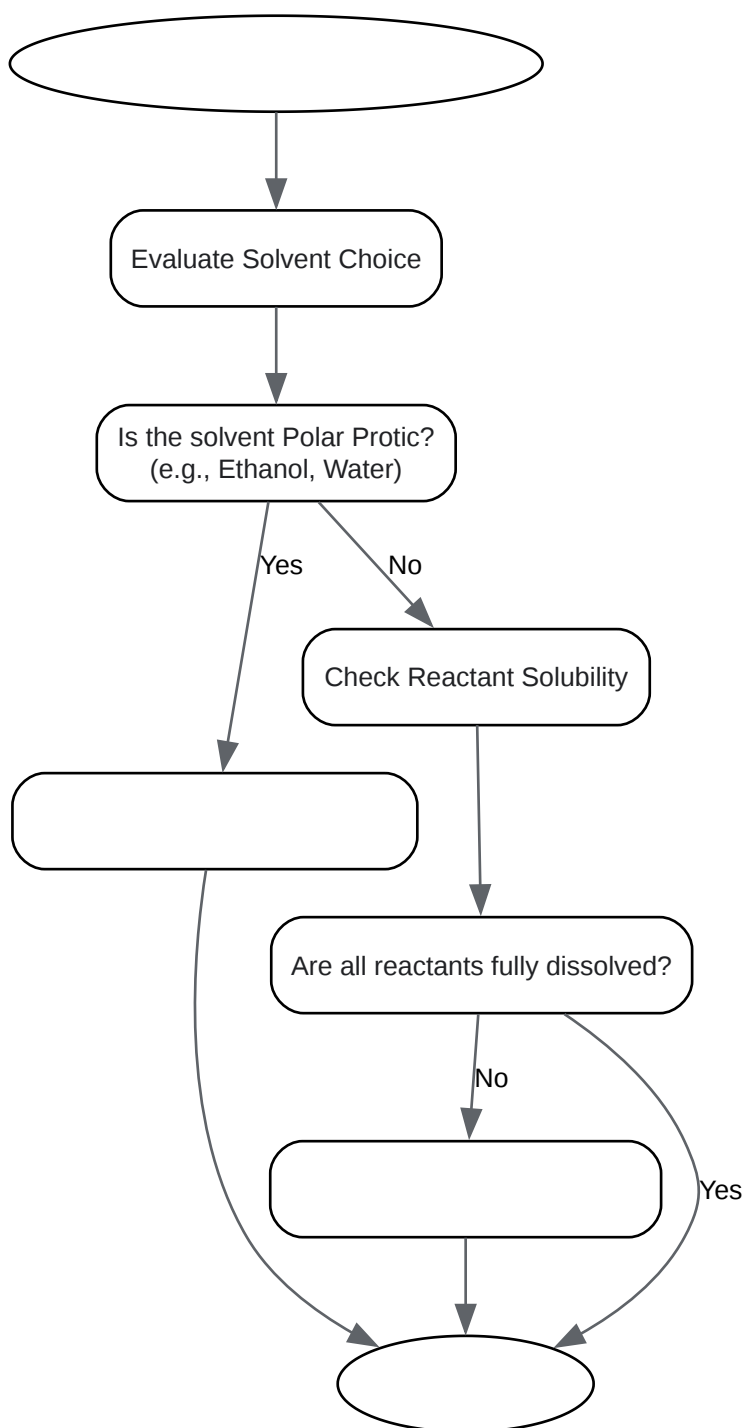 Evaluate Solvent Choice
Is the solvent Polar Protic?
(e.g., Ethanol, Water)
Yes
No
Check Reactant Solubility
Are all reactants fully dissolved?
No
Yes